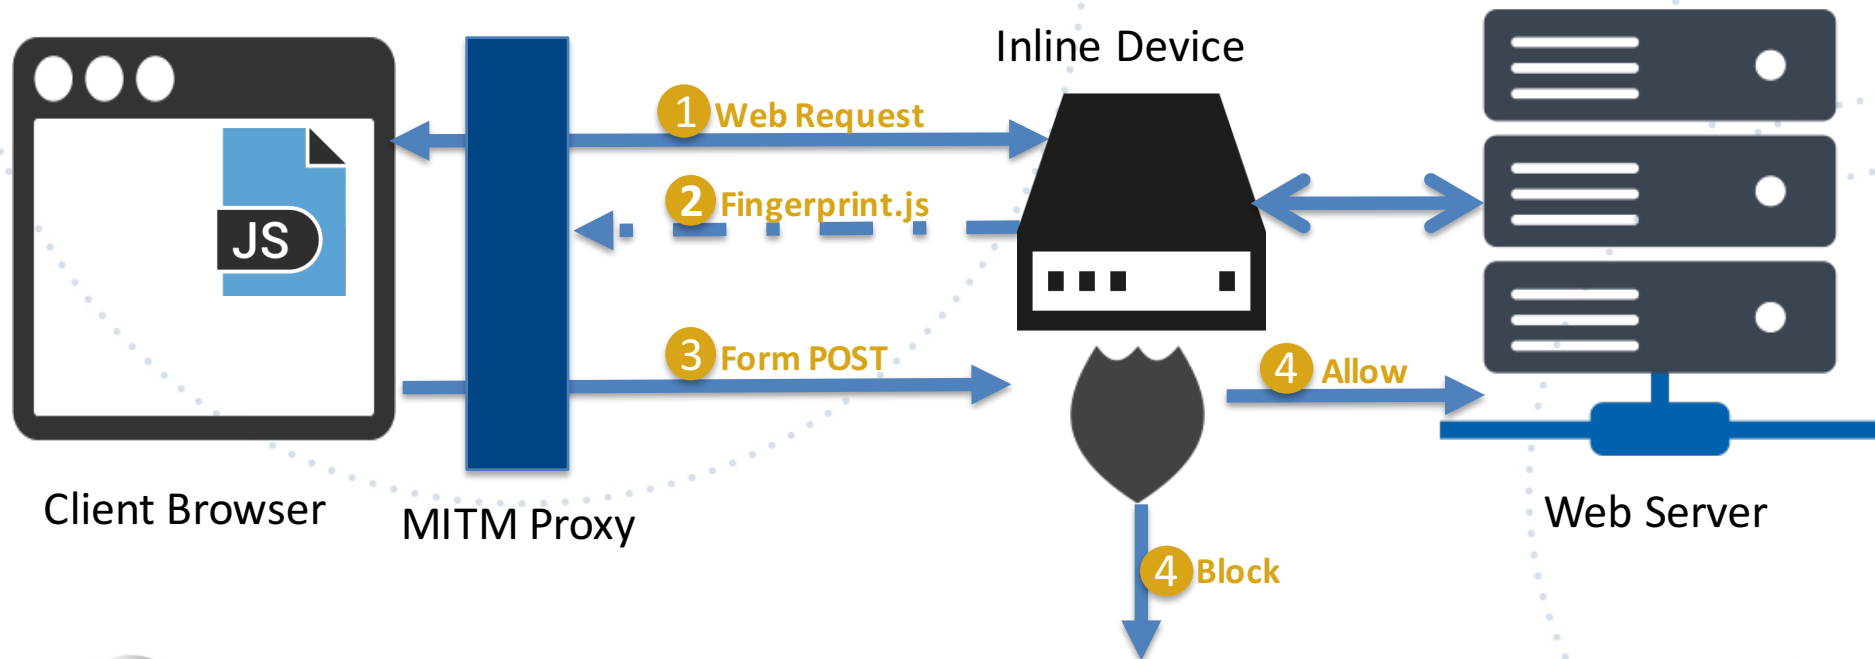 Inline Device
1 Web Request
2 Fingerprint.js
JS
3 Form POST
4 Allow
Client Browser
MITM Proxy
Web Server
4 Block